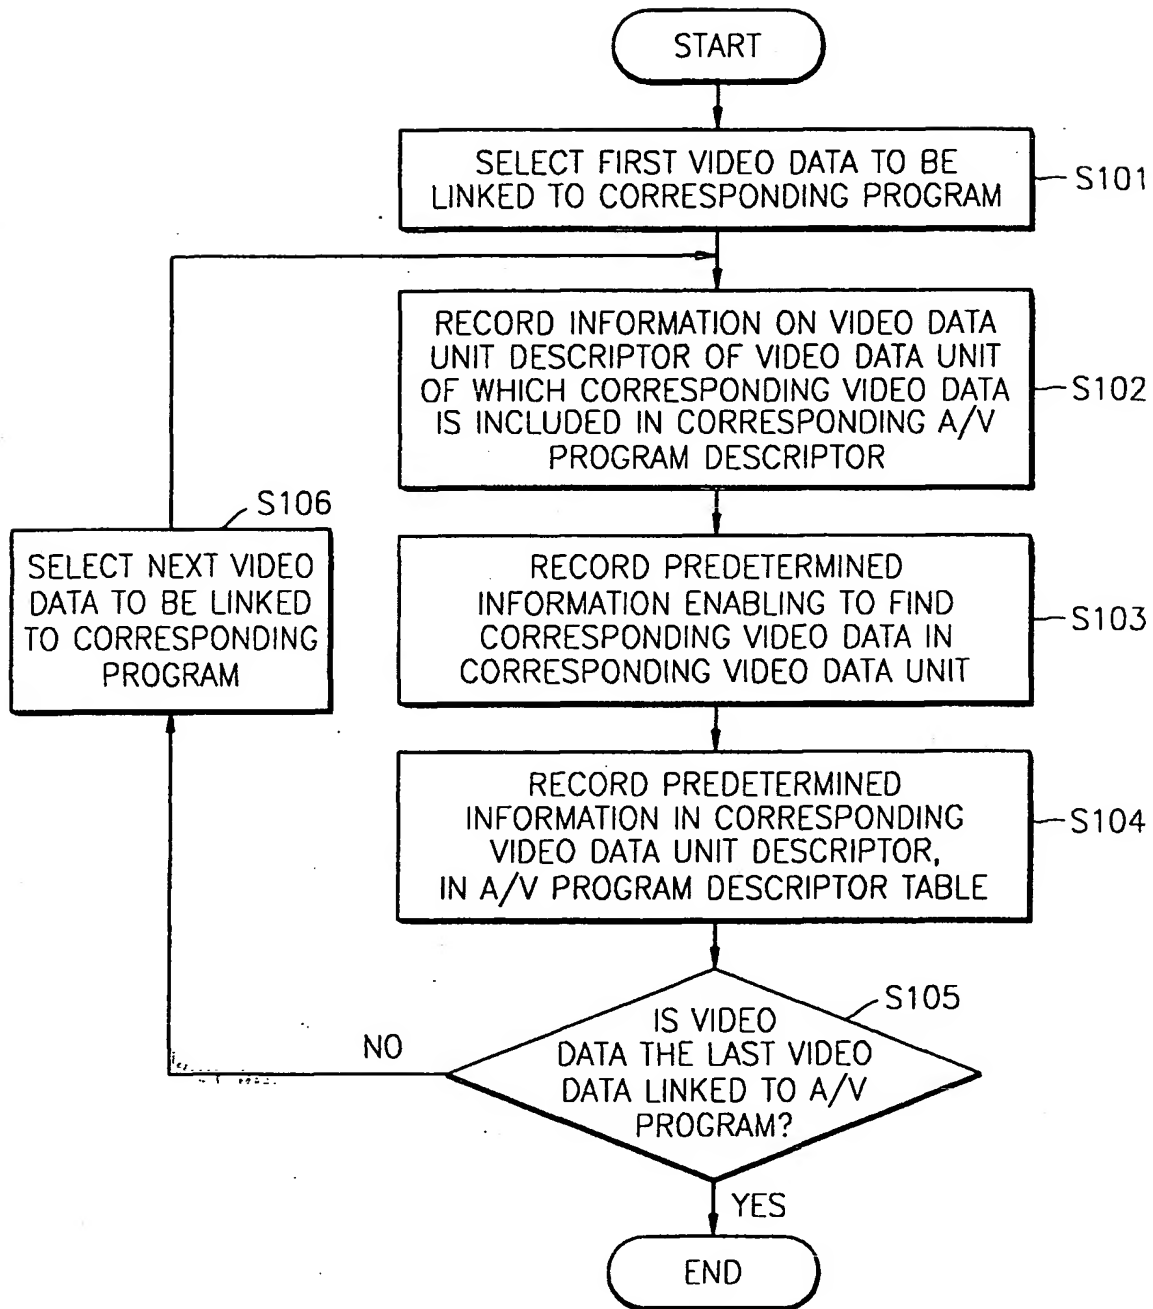 START
SELECT FIRST VIDEO DATA TO BE
LINKED TO CORRESPONDING PROGRAM
S101
RECORD INFORMATION ON VIDEO DATA
UNIT DESCRIPTOR OF VIDEO DATA UNIT
OF WHICH CORRESPONDING VIDEO DATA
IS INCLUDED IN CORRESPONDING A/V
PROGRAM DESCRIPTOR
S102
S106
SELECT NEXT VIDEO
DATA TO BE LINKED
TO CORRESPONDING
PROGRAM
RECORD PREDETERMINED
INFORMATION ENABLING TO FIND
CORRESPONDING VIDEO DATA IN
CORRESPONDING VIDEO DATA UNIT
S103
RECORD PREDETERMINED
INFORMATION IN CORRESPONDING
VIDEO DATA UNIT DESCRIPTOR,
IN A/V PROGRAM DESCRIPTOR TABLE
S104
S105
IS VIDEO
DATA THE LAST VIDEO
DATA LINKED TO A/V
PROGRAM?
NO
YES
END